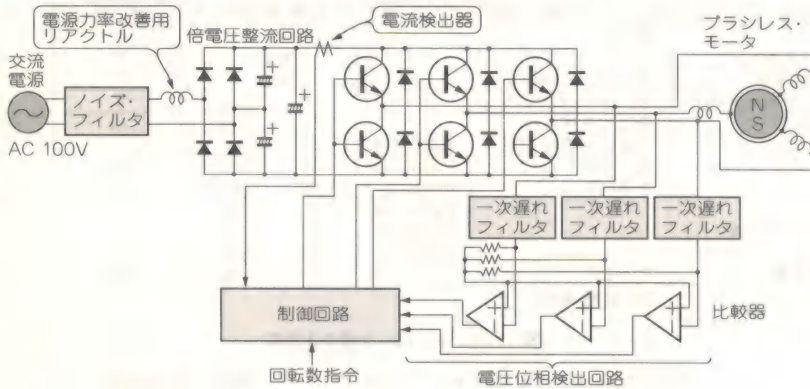 電源力率改善用
リアクトル
倍電圧整流回路
電流検出器
ブラシレス・
モータ
交流
電源
ノイズ・
フィルタ
AC 100V
+
+
+
N
S
一次遅れ
フィルタ
一次遅れ
フィルタ
一次遅れ
フィルタ
制御回路
+
−
+
−
+
−
比較器
回転数指令
電圧位相検出回路